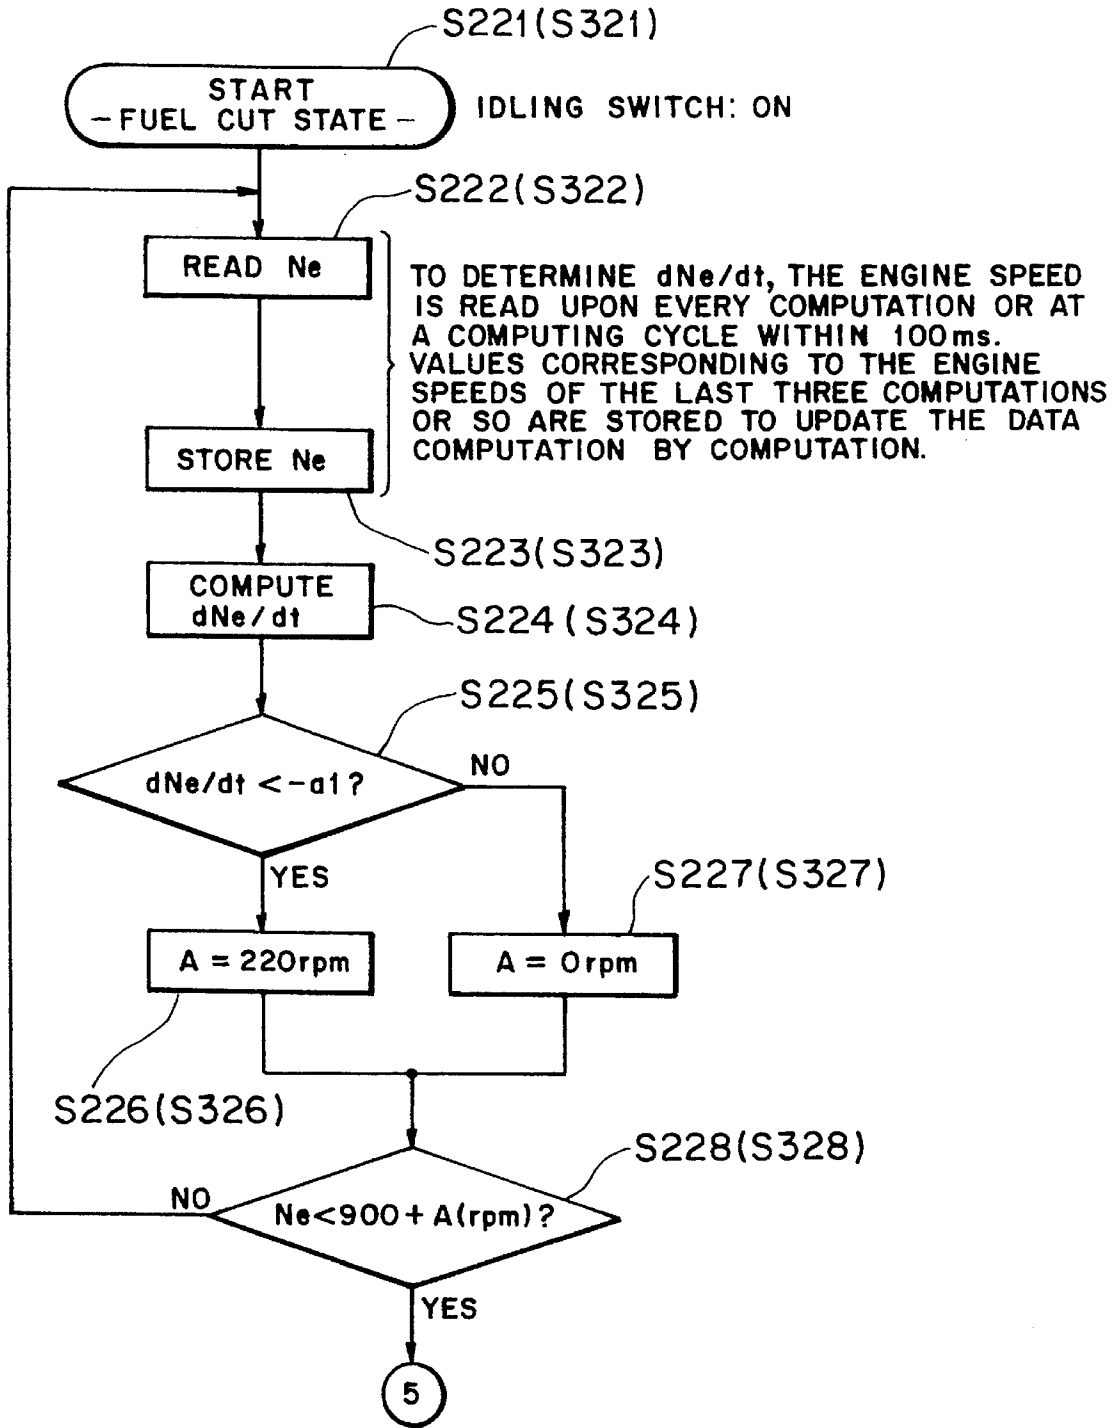 S221(S321)
START
-FUEL CUT STATE-
IDLING SWITCH: ON
S222(S322)
READ Ne
TO DETERMINE dNe/dt, THE ENGINE SPEED
IS READ UPON EVERY COMPUTATION OR AT
A COMPUTING CYCLE WITHIN 100ms.
VALUES CORRESPONDING TO THE ENGINE
SPEEDS OF THE LAST THREE COMPUTATIONS
OR SO ARE STORED TO UPDATE THE DATA
COMPUTATION BY COMPUTATION.
STORE Ne
S223(S323)
COMPUTE
dNe/dt
S224(S324)
S225(S325)
dNe/dt<-a1?
NO
YES
S227(S327)
A = 220rpm
A = 0rpm
S226(S326)
S228(S328)
NO
Ne<900+A(rpm)?
YES
5